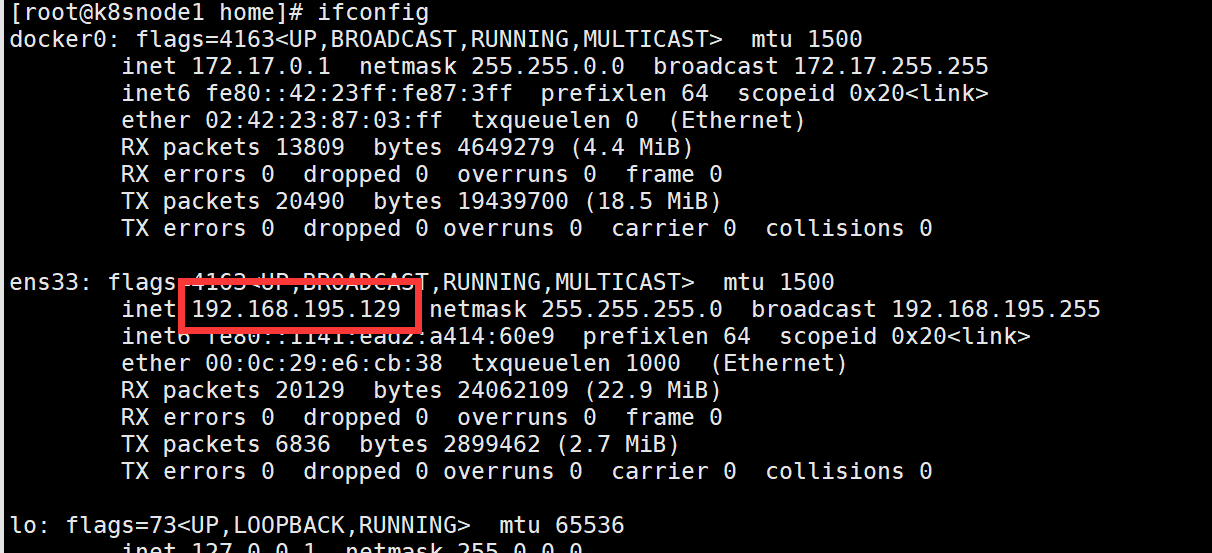 [root@k8snode1 home]# ifconfig
docker0: flags=4163<UP,BROADCAST,RUNNING,MULTICAST>  mtu 1500
        inet 172.17.0.1  netmask 255.255.0.0  broadcast 172.17.255.255
        inet6 fe80::42:23ff:fe87:3ff  prefixlen 64  scopeid 0x20<link>
        ether 02:42:23:87:03:ff  txqueuelen 0  (Ethernet)
        RX packets 13809  bytes 4649279 (4.4 MiB)
        RX errors 0  dropped 0  overruns 0  frame 0
        TX packets 20490  bytes 19439700 (18.5 MiB)
        TX errors 0  dropped 0 overruns 0  carrier 0  collisions 0
ens33: flags=4163<UP,BROADCAST,RUNNING,MULTICAST>  mtu 1500
        inet 192.168.195.129  netmask 255.255.255.0  broadcast 192.168.195.255
        inet6 fe80::1141:ead2:a414:60e9  prefixlen 64  scopeid 0x20<link>
        ether 00:0c:29:e6:cb:38  txqueuelen 1000  (Ethernet)
        RX packets 20129  bytes 24062109 (22.9 MiB)
        RX errors 0  dropped 0  overruns 0  frame 0
        TX packets 6836  bytes 2899462 (2.7 MiB)
        TX errors 0  dropped 0 overruns 0  carrier 0  collisions 0
lo: flags=73<UP,LOOPBACK,RUNNING>  mtu 65536
        inet 127.0.0.1  netmask 255.0.0.0